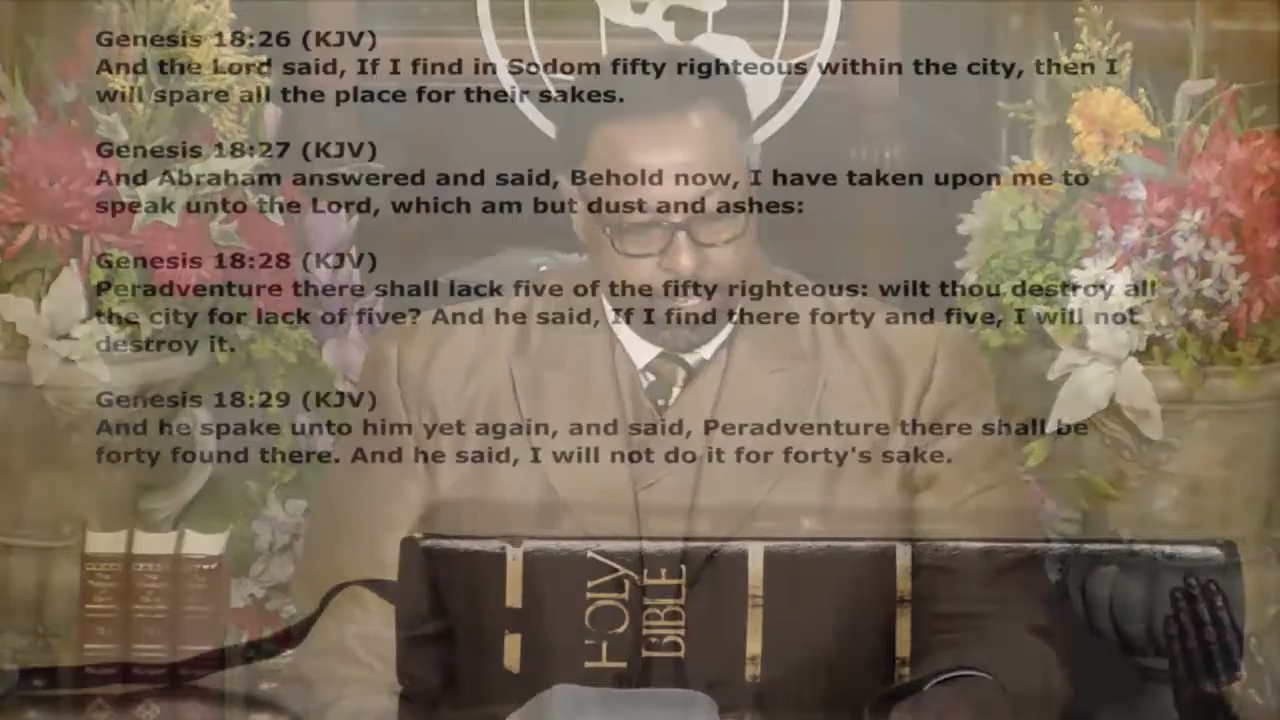 Genesis 18:26 (KJV)
And the Lord said, If I find in Sodom fifty righteous within the city, then I
will spare all the place for their sakes.
Genesis 18:27 (KJV)
And Abraham answered and said, Behold now, I have taken upon me to
speak unto the Lord, which am but dust and ashes:
Genesis 18:28 (KJV)
Peradventure there shall lack five of the fifty righteous: wilt thou destroy all
the city for lack of five? And he said, If I find there forty and five, I will not
destroy it.
Genesis 18:29 (KJV)
And he spake unto him yet again, and said, Peradventure there shall be
forty found there. And he said, I will not do it for forty's sake.
HOLY
BIBLE